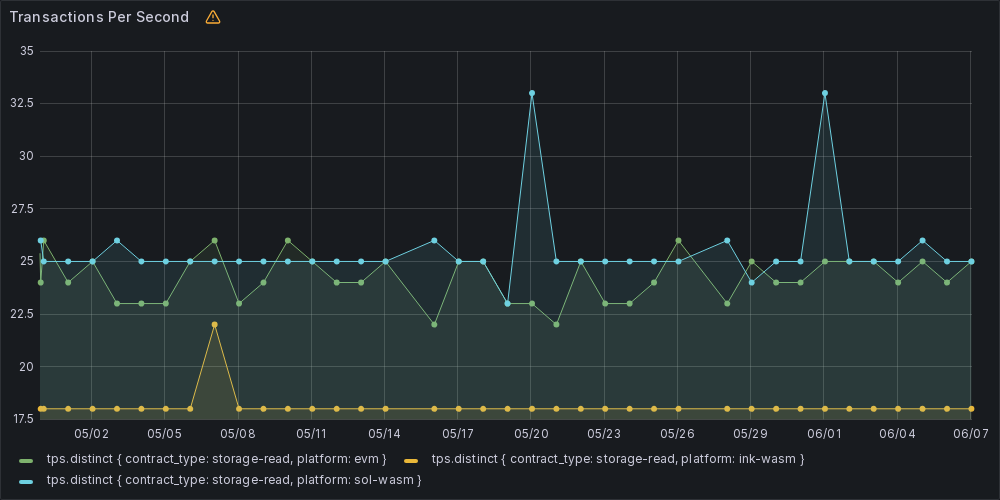 Transactions Per Second
35
32.5
30
27.5
25
22.5
20
17.5
05/02 05/05 05/08 05/11 05/14 05/17 05/20 05/23 05/26 05/29 06/01 06/04 06/07
tps.distinct { contract_type: storage-read, platform: evm } tps.distinct { contract_type: storage-read, platform: ink-wasm }
tps.distinct { contract_type: storage-read, platform: sol-wasm }